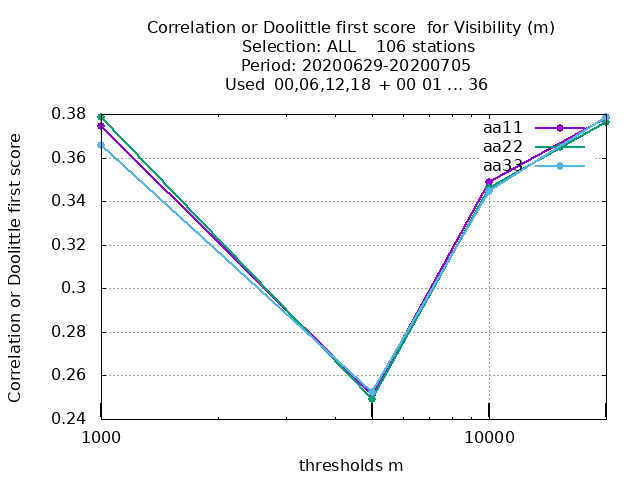 Correlation or Doolittle first score  for Visibility (m)
Selection: ALL    106 stations
Period: 20200629-20200705
Used  00,06,12,18  + 00 01 ... 36
Correlation or Doolittle first score
0.38
0.36
0.34
0.32
0.3
0.28
0.26
0.24
aa11
aa22
aa33
1000
10000
thresholds m